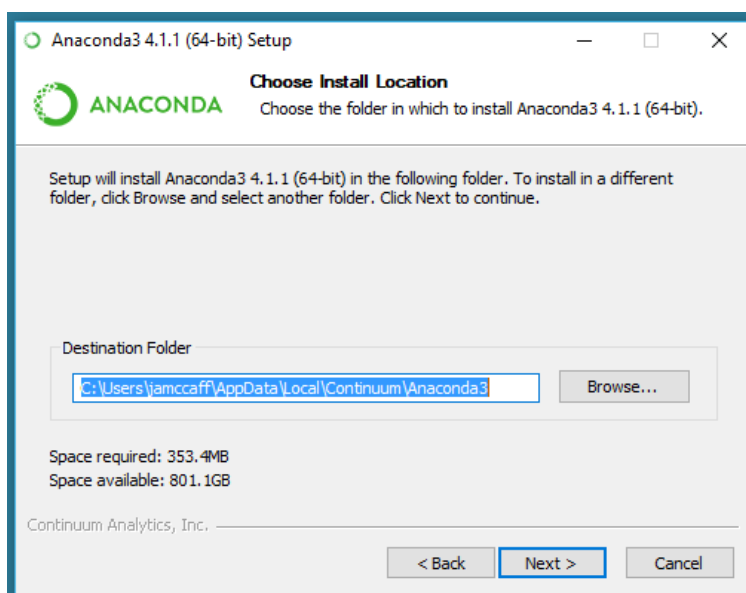 Anaconda3 4.1.1 (64-bit) Setup
ANACONDA
Choose Install Location
Choose the folder in which to install Anaconda3 4.1.1 (64-bit).
Setup will install Anaconda3 4.1.1 (64-bit) in the following folder. To install in a different
folder, click Browse and select another folder. Click Next to continue.
Destination Folder
C:\Users\jamccaff\AppData\Local\Continuum\Anaconda3
Browse...
Space required: 353.4MB
Space available: 801.1GB
Continuum Analytics, Inc.
< Back
Next >
Cancel